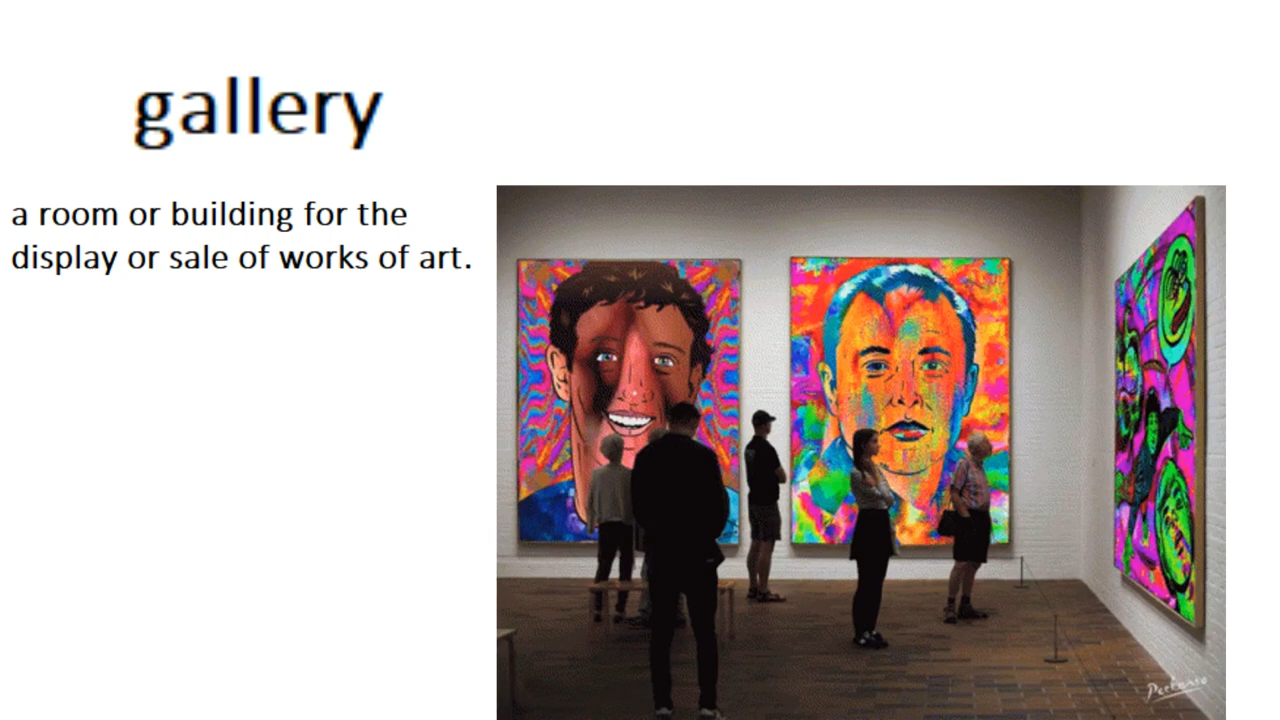 gallery
a room or building for the
display or sale of works of art.